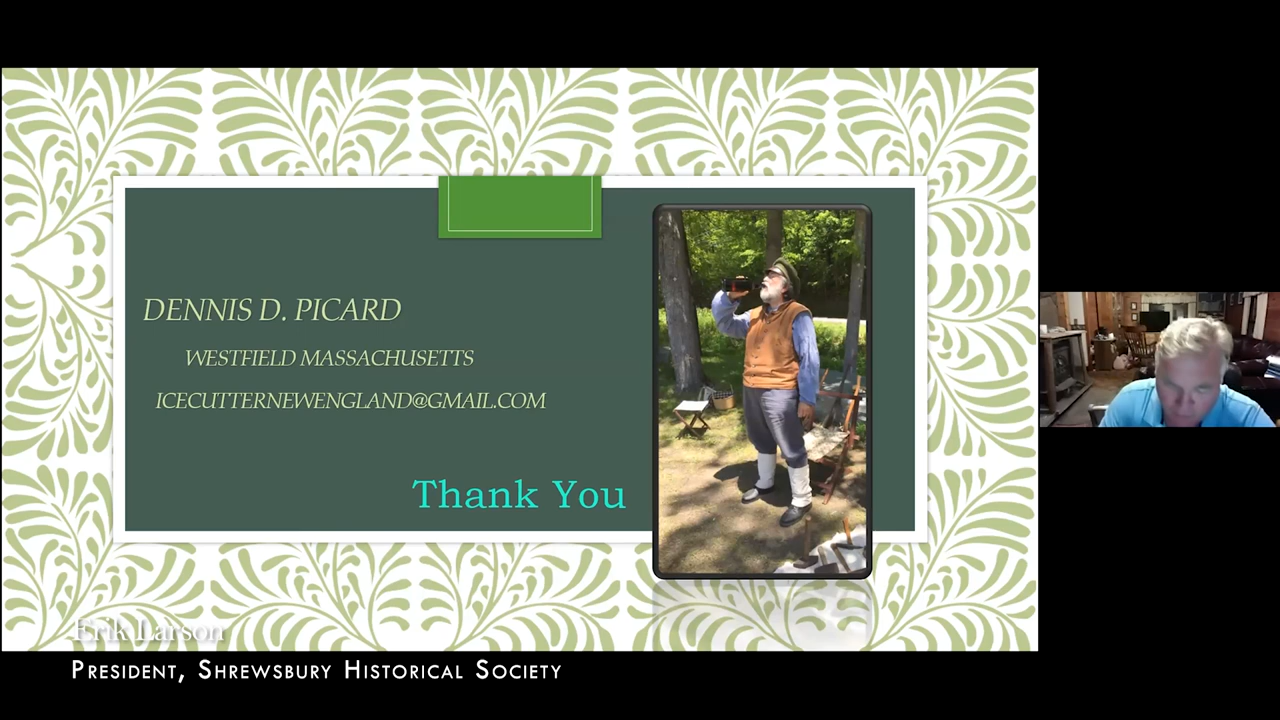 DENNIS D. PICARD
WESTFIELD MASSACHUSETTS
ICECUTTERNEWENGLAND@GMAIL.COM
Thank You
Erik Larson
President, Shrewsbury Historical Society